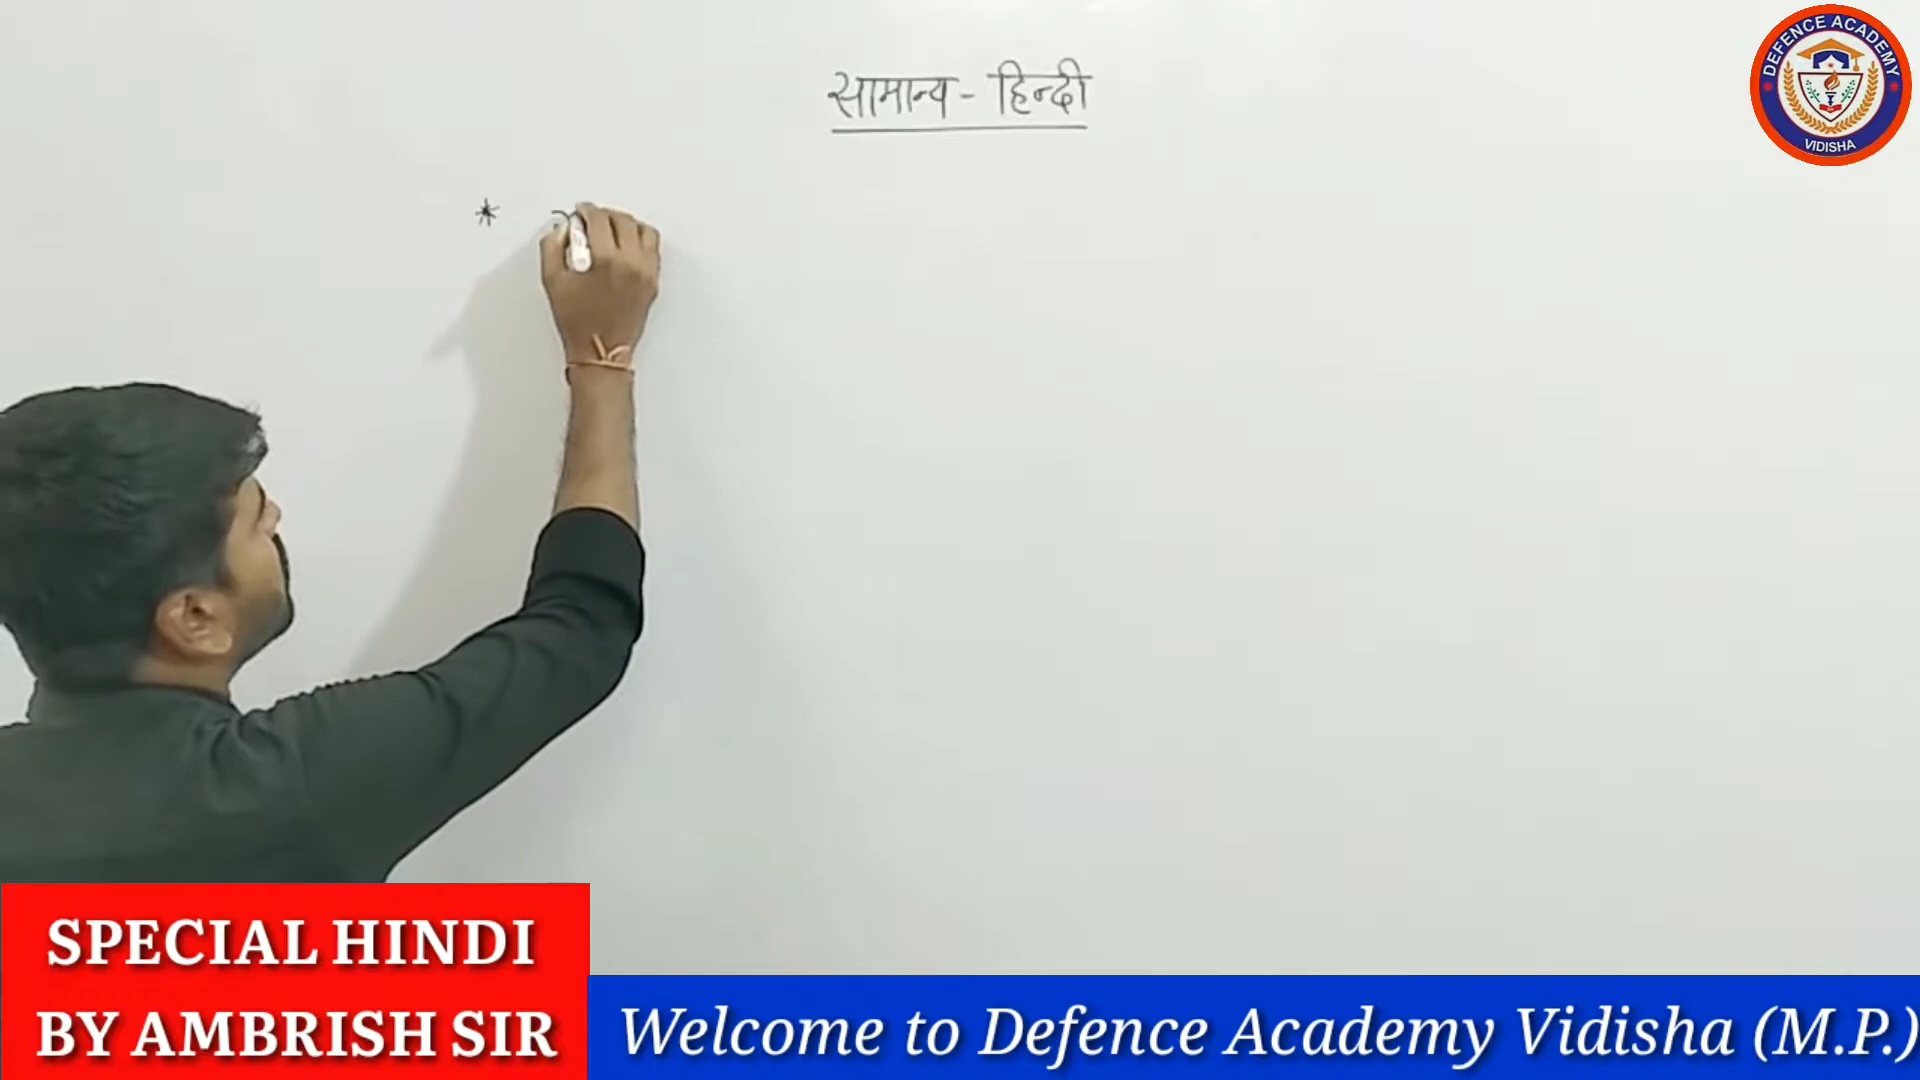 सामान्य - हिन्दी
*
DEFENCE ACADEMY
VIDISHA
SPECIAL HINDI
BY AMBRISH SIR
Welcome to Defence Academy Vidisha (M.P.)